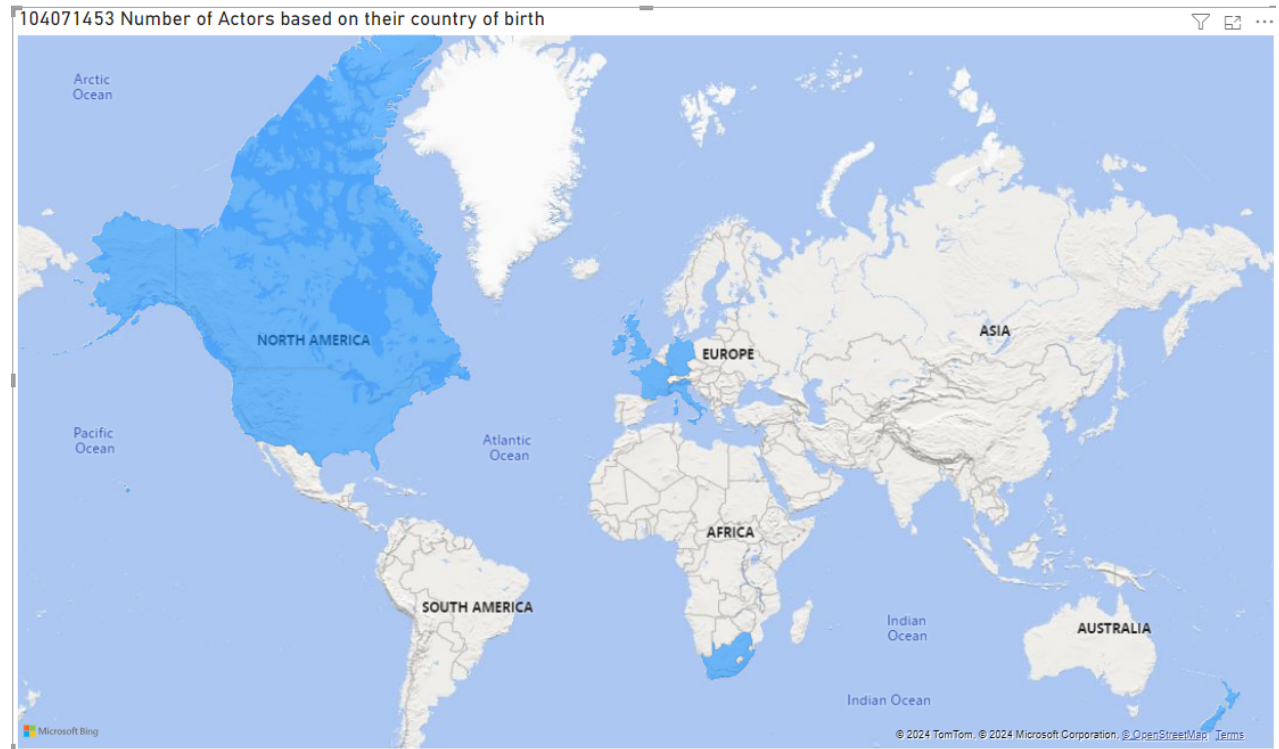 104071453 Number of Actors based on their country of birth
Arctic
Ocean
NORTH AMERICA
ASIA
EUROPE
Pacific
Ocean
Atlantic
Ocean
AFRICA
SOUTH AMERICA
Indian
Ocean
AUSTRALIA
Indian Ocean
Microsoft Bing
© 2024 TomTom, © 2024 Microsoft Corporation, © OpenStreetMap Terms